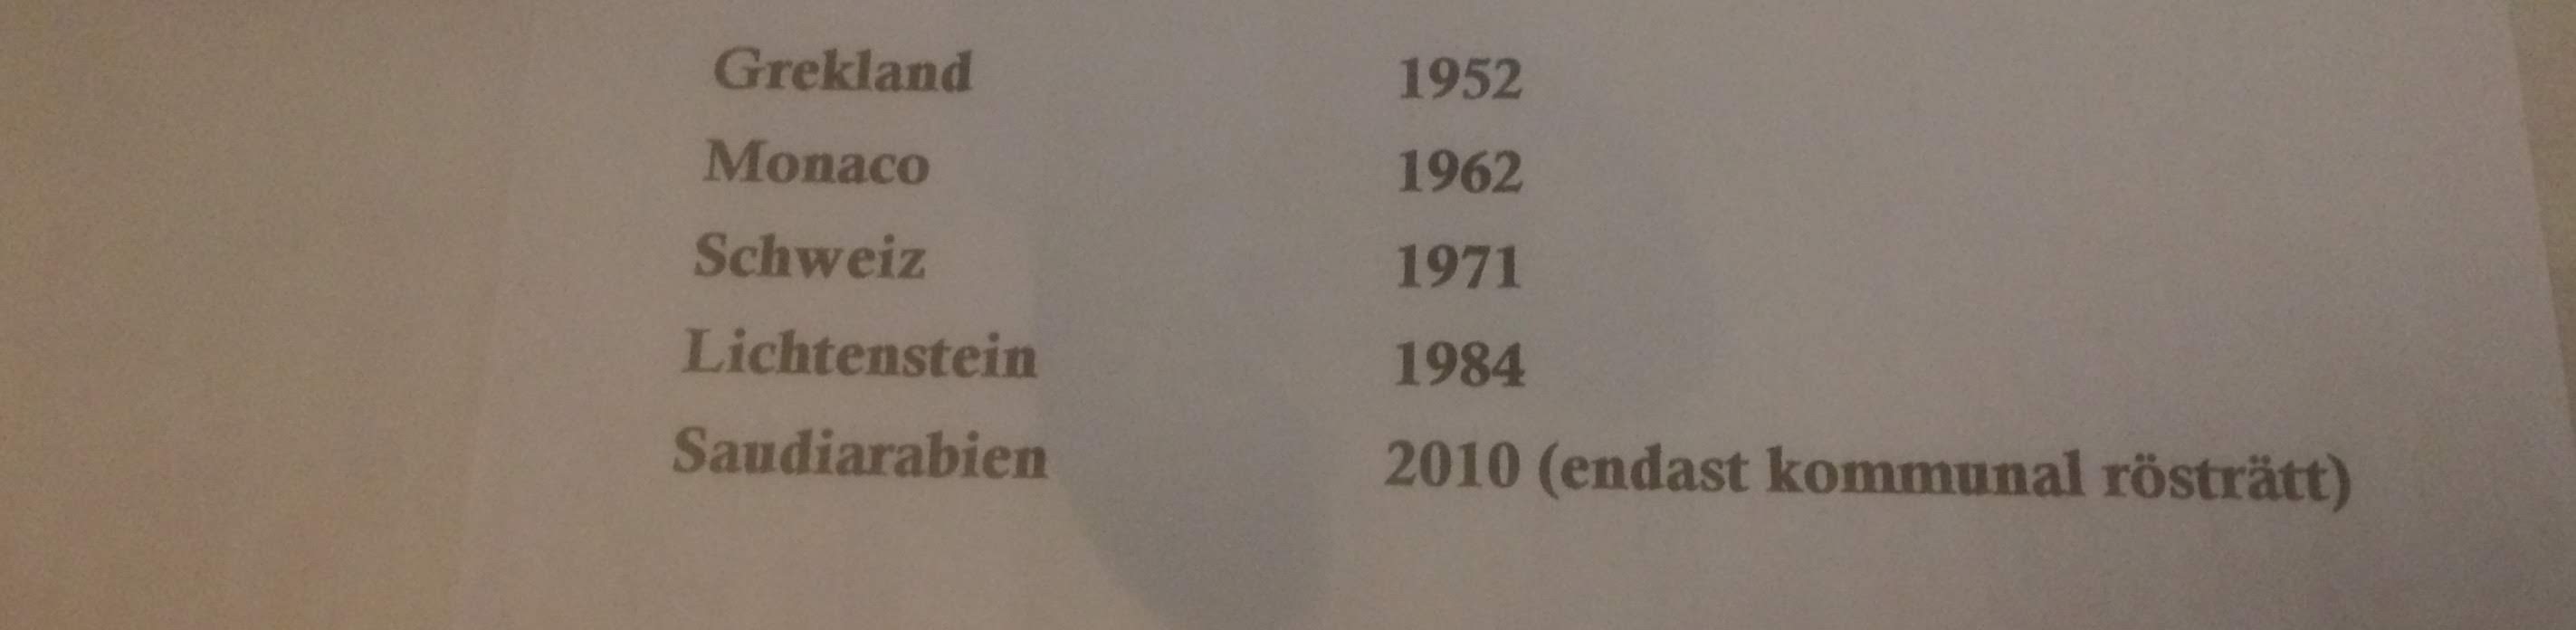 Grekland 1952
Monaco 1962
Schweiz 1971
Lichtenstein 1984
Saudiarabien 2010 (endast kommunal rösträtt)